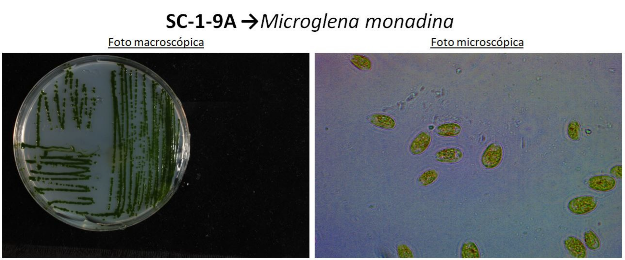 SC-1-9A →Microglena monadina
Foto macroscópica
Foto microscópica